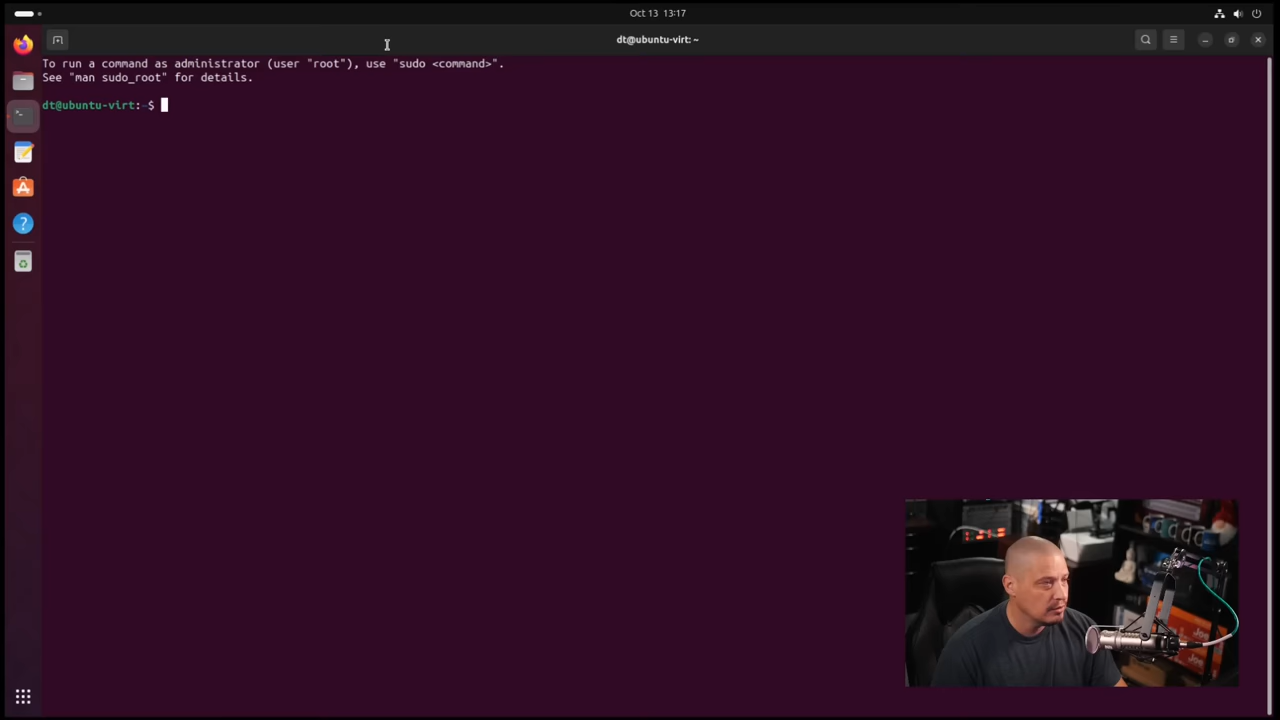 Oct 13 13:17
dt@ubuntu-virt: ~
To run a command as administrator (user "root"), use "sudo <command>".
See "man sudo_root" for details.
dt@ubuntu-virt:~$